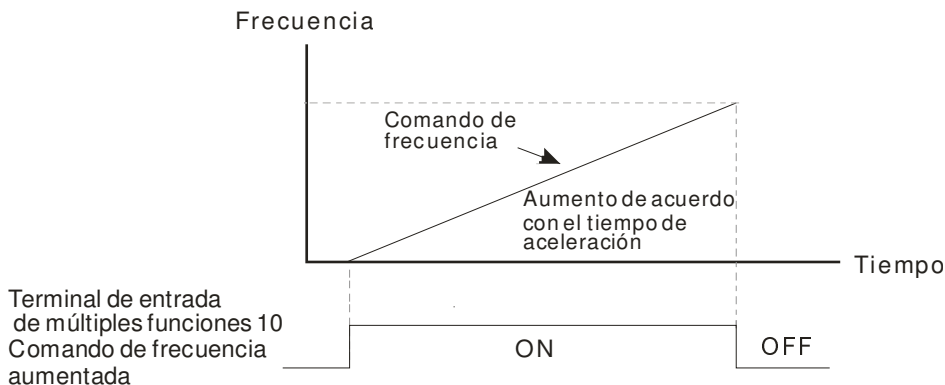 Frecuencia
Comando de
frecuencia
Aumento de acuerdo
con el tiempo de
aceleración
Tiempo
Terminal de entrada
de múltiples funciones 10
Comando de frecuencia
aumentada
ON
OFF